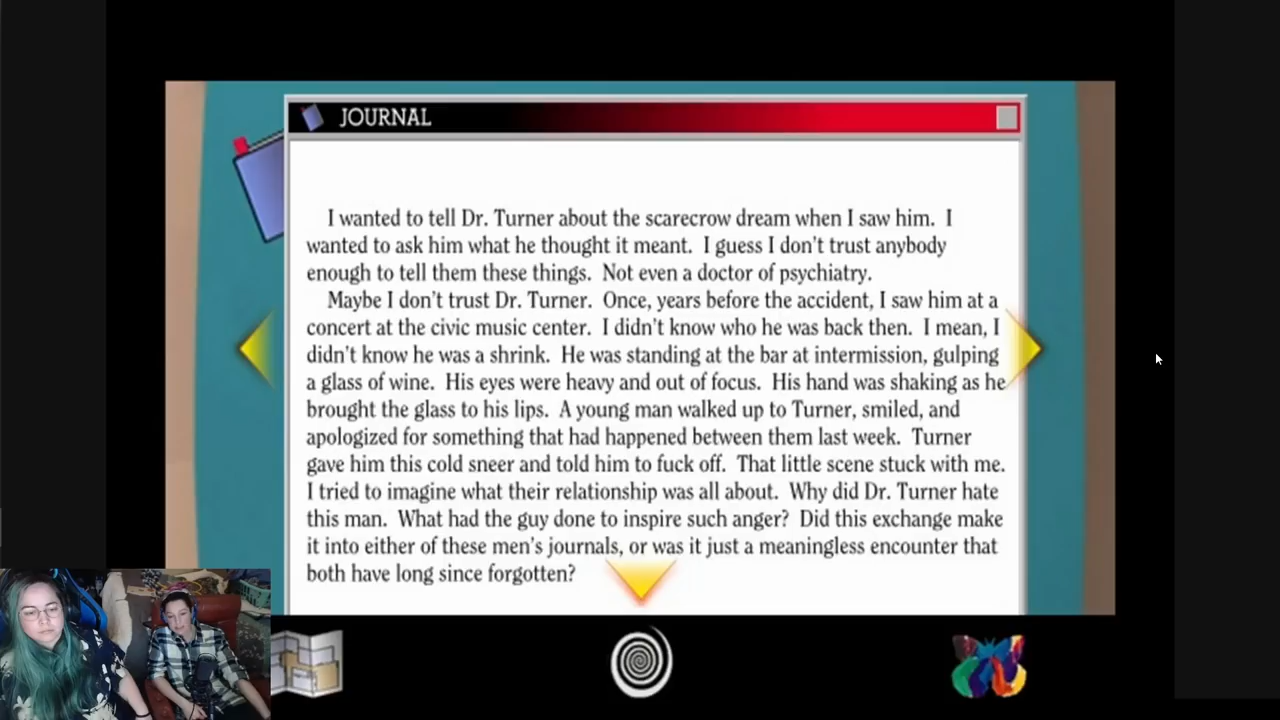 JOURNAL
I wanted to tell Dr. Turner about the scarecrow dream when I saw him. I
wanted to ask him what he thought it meant. I guess I don't trust anybody
enough to tell them these things. Not even a doctor of psychiatry.
Maybe I don't trust Dr. Turner. Once, years before the accident, I saw him at a
concert at the civic music center. I didn't know who he was back then. I mean, I
didn't know he was a shrink. He was standing at the bar at intermission, gulping
a glass of wine. His eyes were heavy and out of focus. His hand was shaking as he
brought the glass to his lips. A young man walked up to Turner, smiled, and
apologized for something that had happened between them last week. Turner
gave him this cold sneer and told him to fuck off. That little scene stuck with me.
I tried to imagine what their relationship was all about. Why did Dr. Turner hate
this man. What had the guy done to inspire such anger? Did this exchange make
it into either of these men's journals, or was it just a meaningless encounter that
both have long since forgotten?